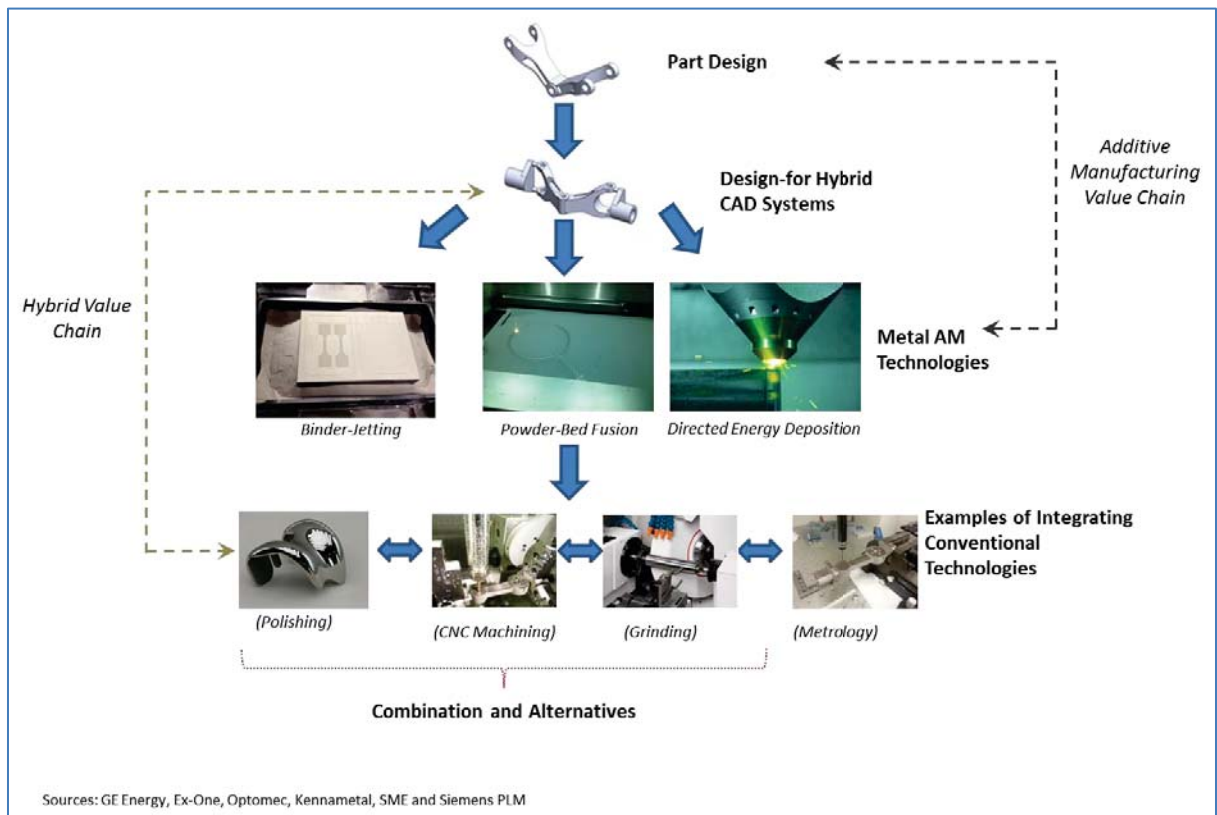 Part Design
Additive
Manufacturing
Value Chain
Design-for Hybrid
CAD Systems
Hybrid Value
Chain
Metal AM
Technologies
Binder-Jetting
Powder-Bed Fusion
Directed Energy Deposition
Examples of Integrating
Conventional
Technologies
(Polishing)
(CNC Machining)
(Grinding)
(Metrology)
Combination and Alternatives
Sources: GE Energy, Ex-One, Optomec, Kennametal, SME and Siemens PLM